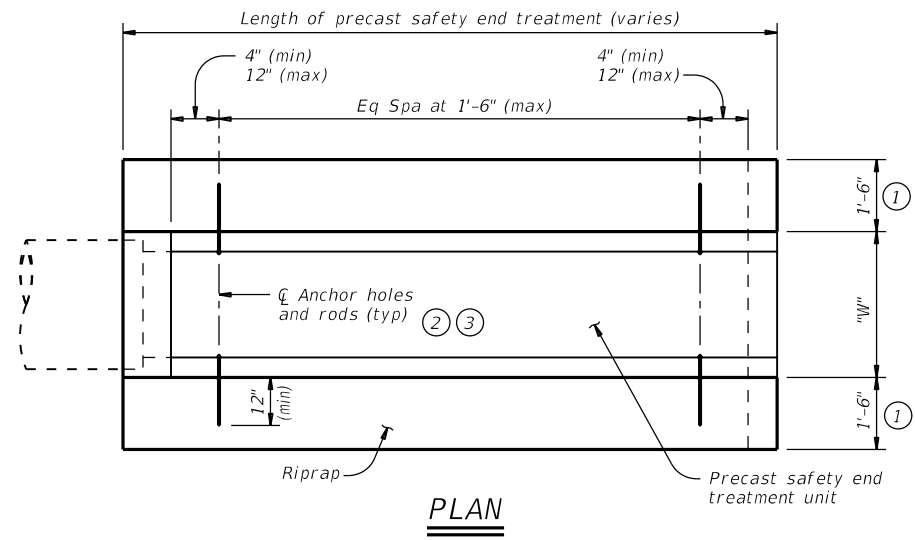 Length of precast safety end treatment (varies)
4" (min)
12" (max)
4" (min)
12" (max)
Eq Spa at 1'-6" (max)
1'-6"
1
℄ Anchor holes
and rods (typ)
2 3
"W"
12"
(min)
1'-6"
1
Riprap
Precast safety end
treatment unit
PLAN